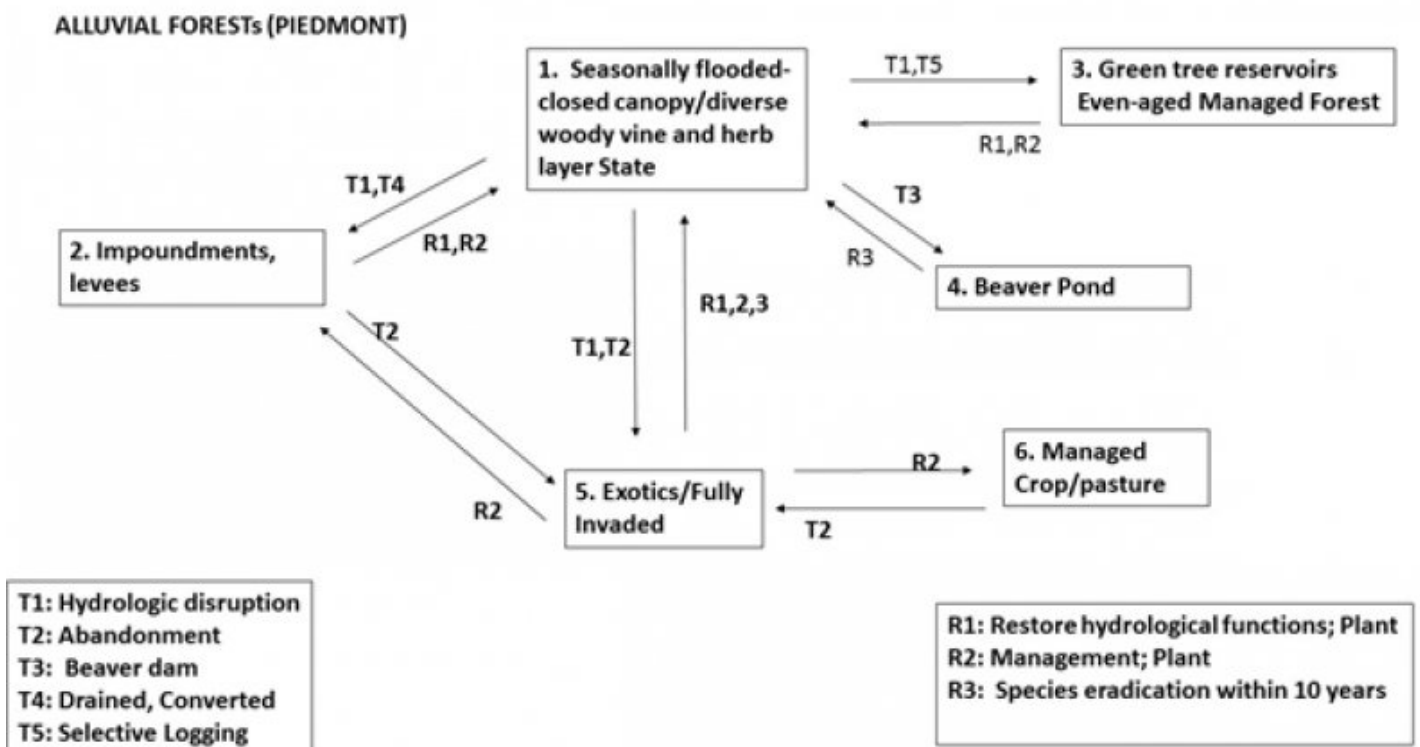 ALLUVIAL FORESTs (PIEDMONT)
1. Seasonally flooded-
closed canopy/diverse
woody vine and herb
layer State
T1,T5
3. Green tree reservoirs
Even-aged Managed Forest
R1,R2
T1,T4
R1,R2
T3
R3
2. Impoundments,
levees
4. Beaver Pond
T2
R1,2,3
T1,T2
R2
5. Exotics/Fully
Invaded
R2
T2
6. Managed
Crop/pasture
T1: Hydrologic disruption
T2: Abandonment
T3: Beaver dam
T4: Drained, Converted
T5: Selective Logging
R1: Restore hydrological functions; Plant
R2: Management; Plant
R3: Species eradication within 10 years